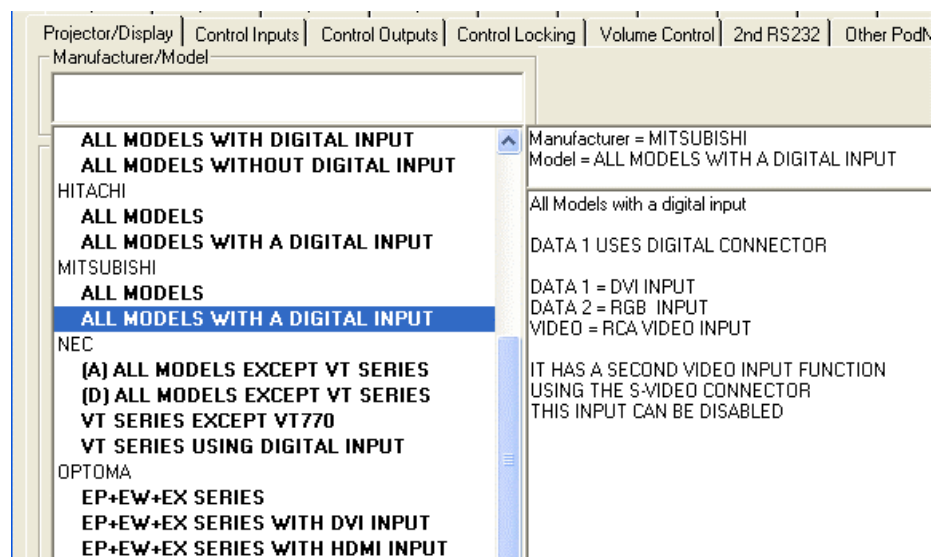 Projector/Display Control Inputs Control Outputs Control Locking Volume Control 2nd RS232 Other
Manufacturer/Model
ALL MODELS WITH DIGITAL INPUT
ALL MODELS WITHOUT DIGITAL INPUT
HITACHI
ALL MODELS
ALL MODELS WITH A DIGITAL INPUT
MITSUBISHI
ALL MODELS
ALL MODELS WITH A DIGITAL INPUT
NEC
(A) ALL MODELS EXCEPT VT SERIES
(D) ALL MODELS EXCEPT VT SERIES
VT SERIES EXCEPT VT770
VT SERIES USING DIGITAL INPUT
OPTOMA
EP+EW+EX SERIES
EP+EW+EX SERIES WITH DVI INPUT
EP+EW+EX SERIES WITH HDMI INPUT
Manufacturer = MITSUBISHI
Model = ALL MODELS WITH A DIGITAL INPUT
All Models with a digital input
DATA 1 USES DIGITAL CONNECTOR
DATA 1 = DVI INPUT
DATA 2 = RGB INPUT
VIDEO = RCA VIDEO INPUT
IT HAS A SECOND VIDEO INPUT FUNCTION
USING THE S-VIDEO CONNECTOR
THIS INPUT CAN BE DISABLED